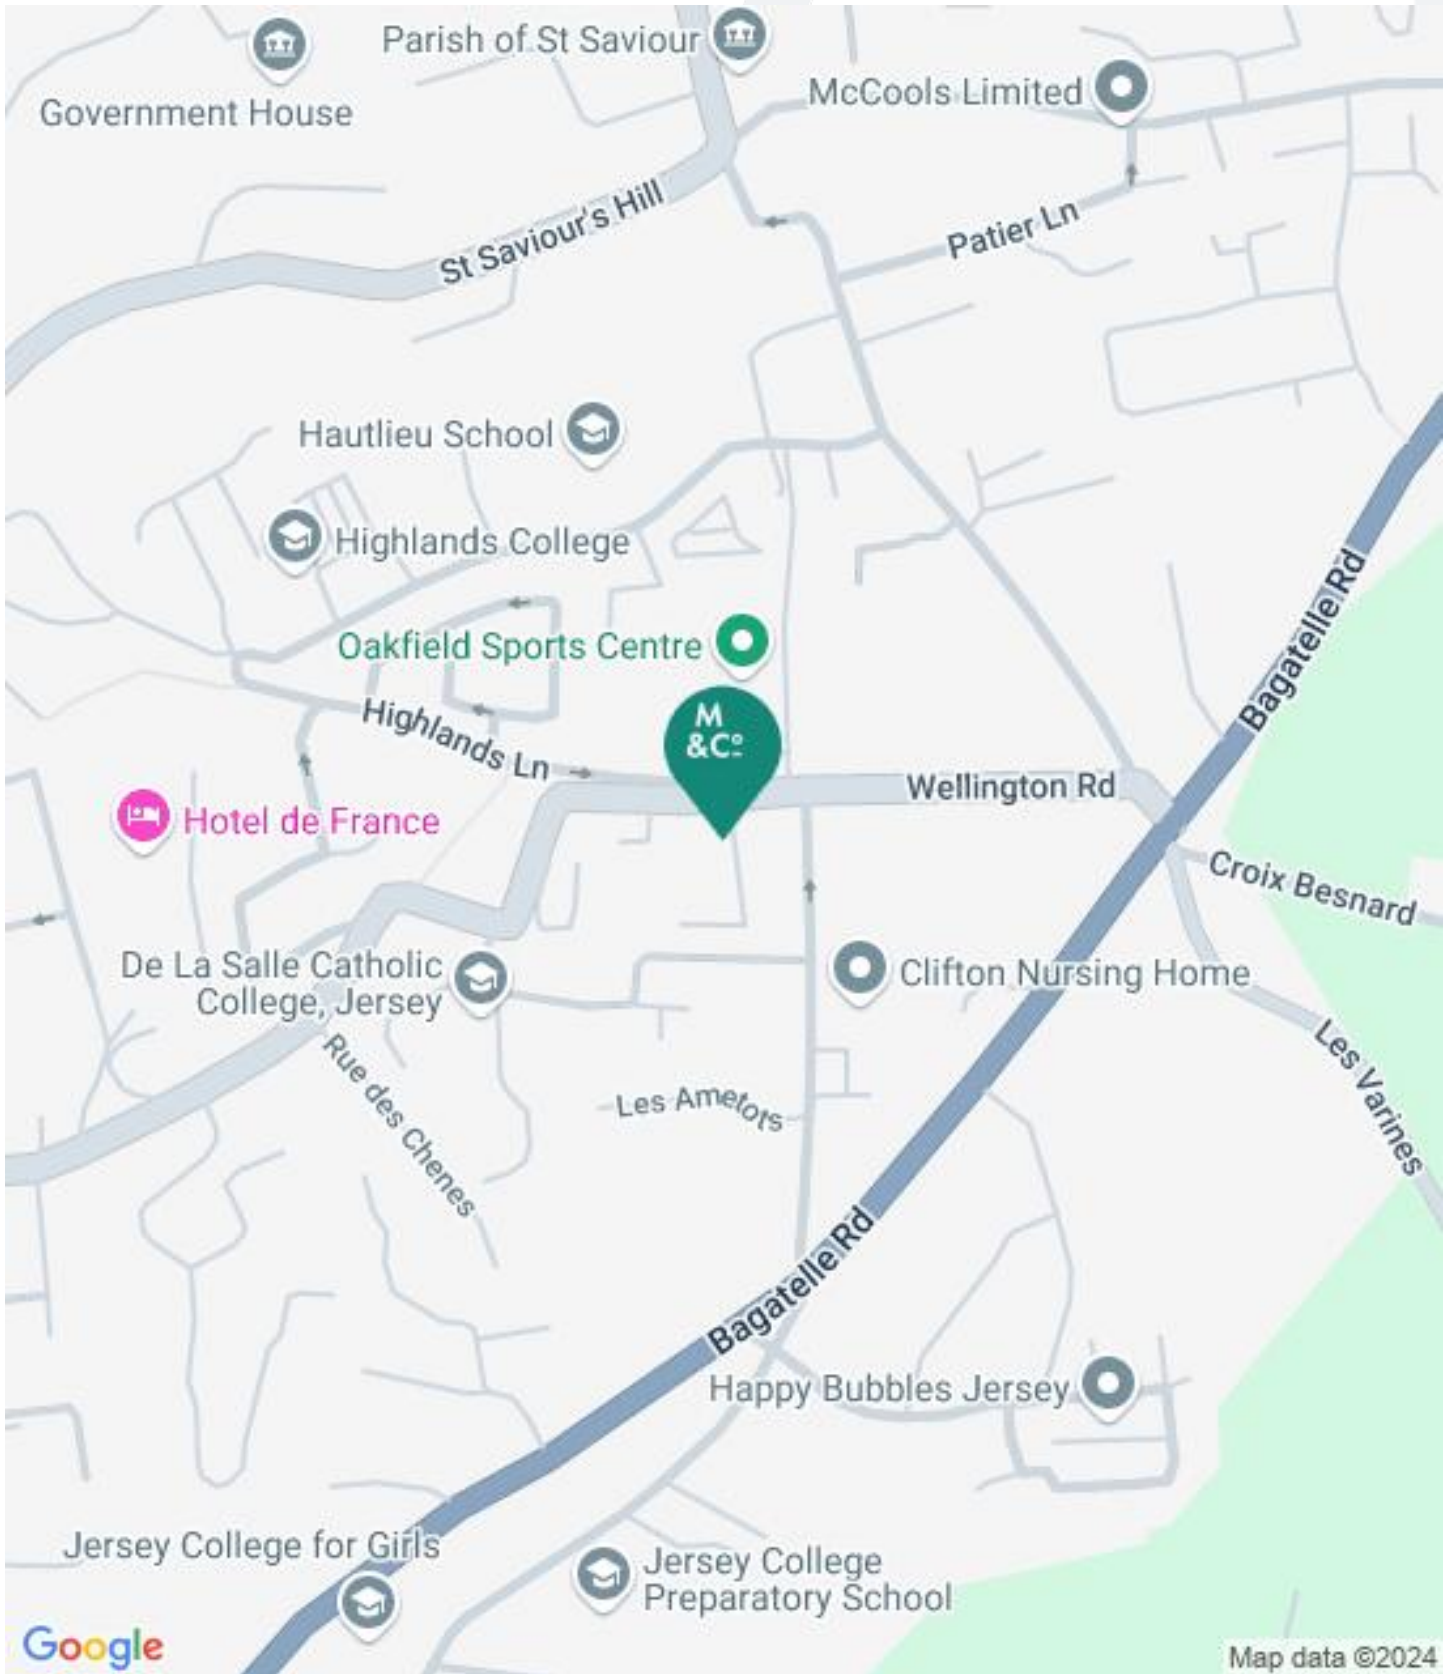 Parish of St Saviour
Government House
McCools Limited
St Saviour's Hill
Patier Ln
Hautlieu School
Highlands College
Bagatelle Rd
Oakfield Sports Centre
Highlands Ln
M
&Co
Wellington Rd
Hotel de France
Croix Besnard
De La Salle Catholic
College, Jersey
Clifton Nursing Home
Rue des Chenes
Les Ametots
Les Varines
Bagatelle Rd
Happy Bubbles Jersey
Jersey College for Girls
Jersey College
Preparatory School
Google
Map data ©2024